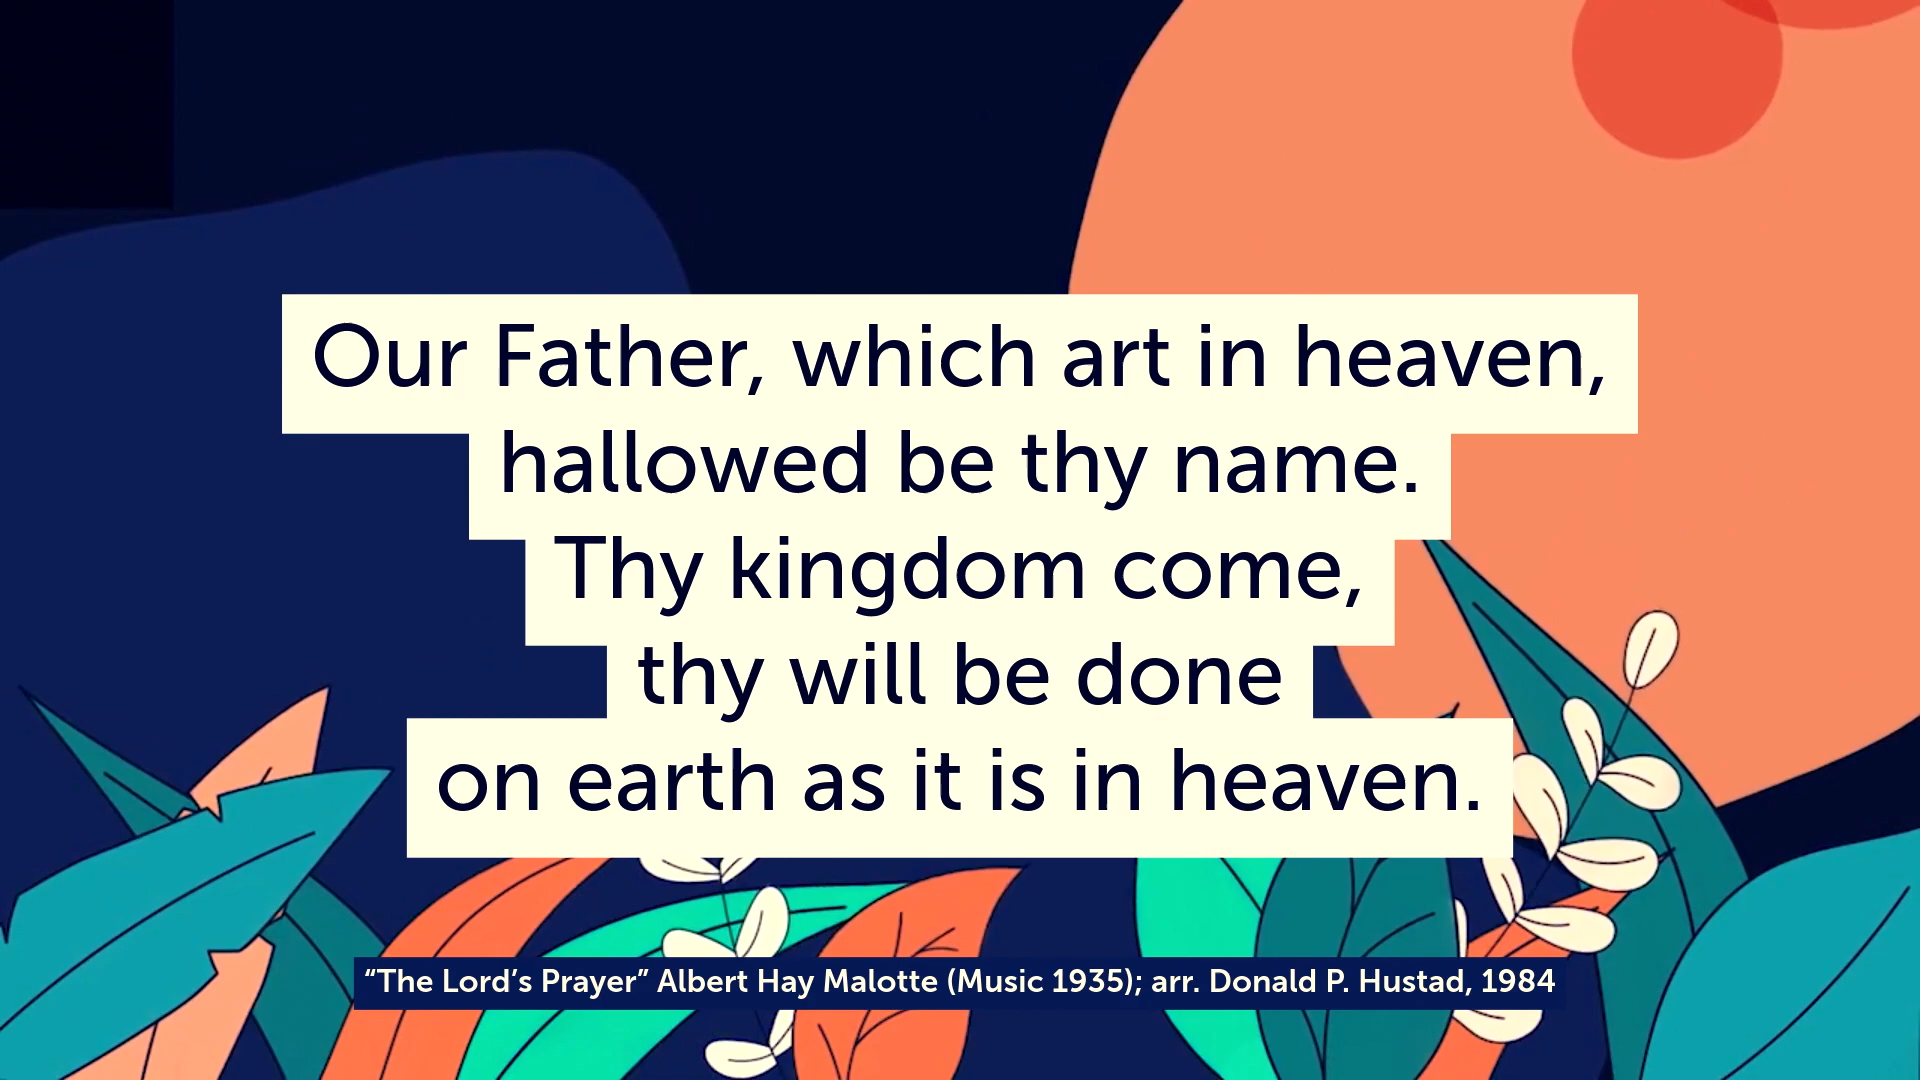 Our Father, which art in heaven,
hallowed be thy name.
Thy kingdom come,
thy will be done
on earth as it is in heaven.
“The Lord’s Prayer” Albert Hay Malotte (Music 1935); arr. Donald P. Hustad, 1984